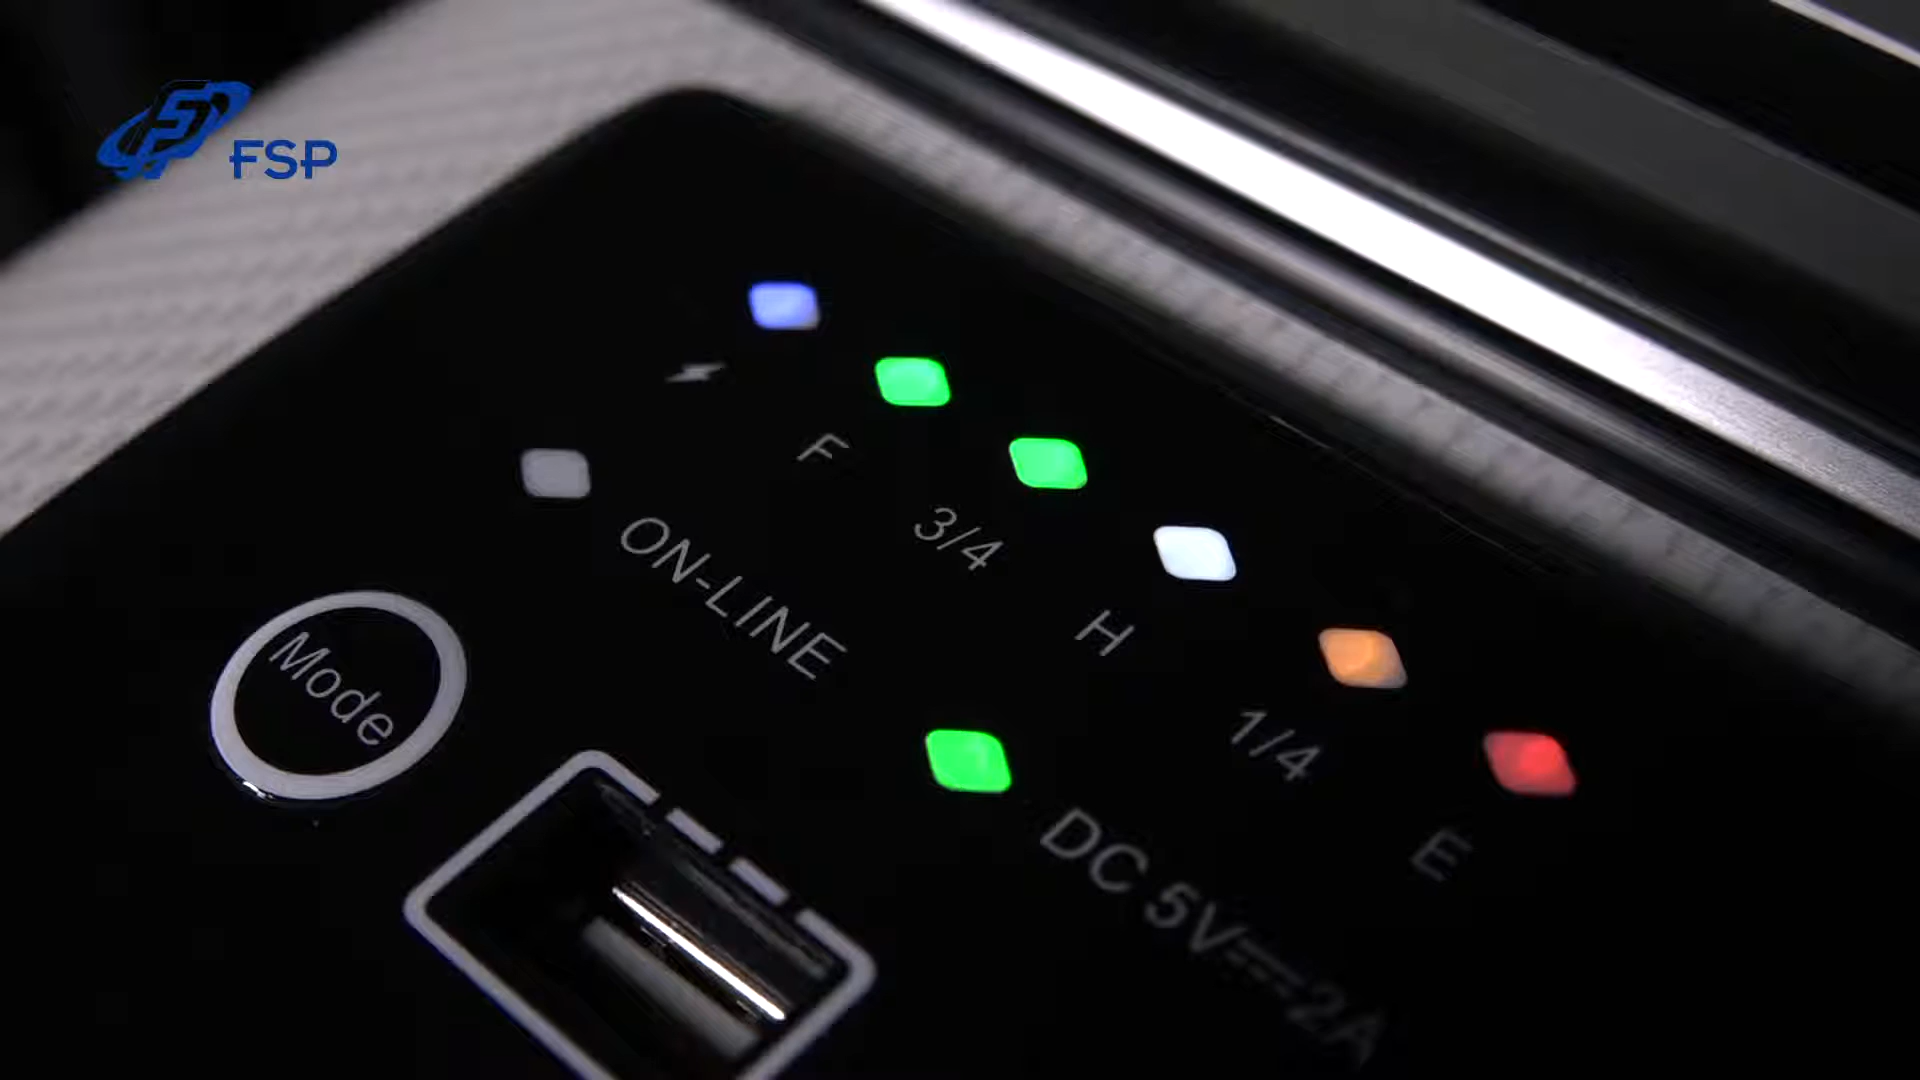 FSP
F
3/4
H
1/4
E
ON-LINE
Mode
DC 5V⎓2A